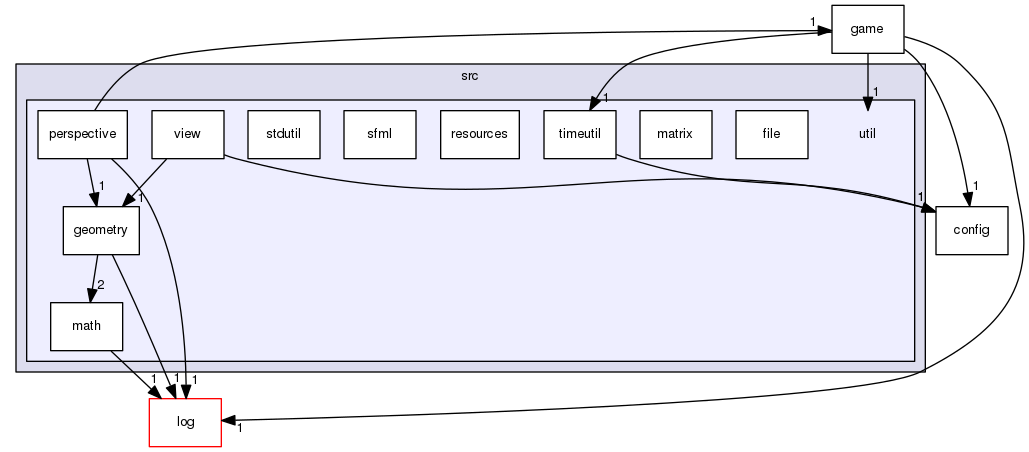 1
game
src
1
1
perspective
view
stdutil
sfml
resources
timeutil
matrix
file
util
1
1
1
1
geometry
config
2
math
1
1
1
log
1